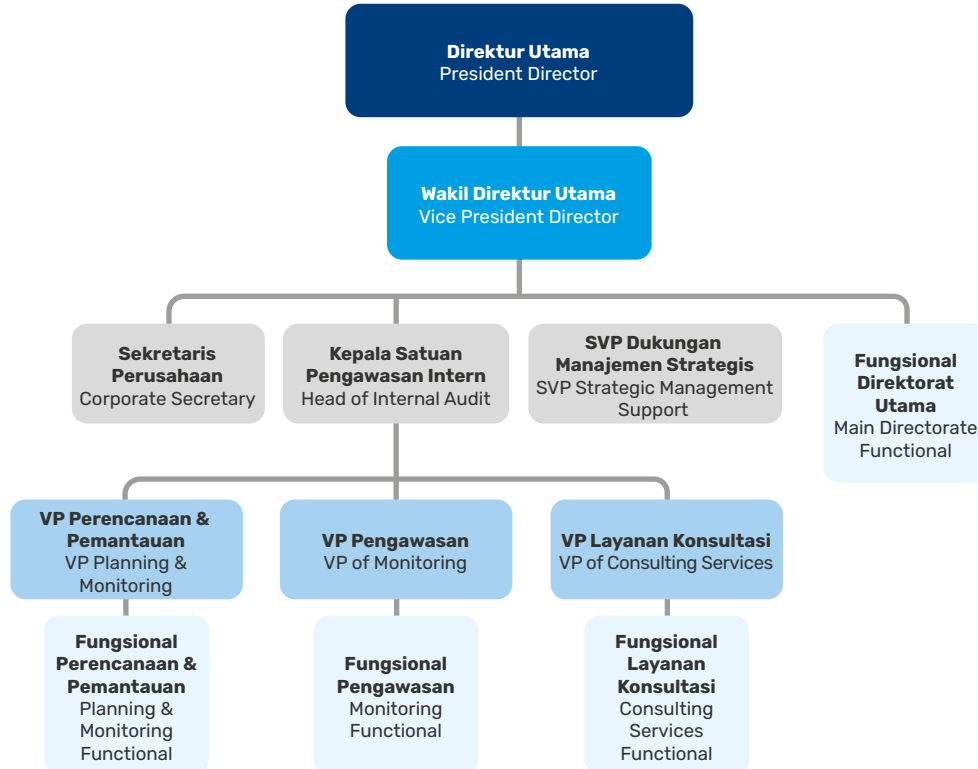 Direktur Utama
President Director
Wakil Direktur Utama
Vice President Director
Sekretaris
Perusahaan
Corporate Secretary
Kepala Satuan
Pengawasan Intern
Head of Internal Audit
SVP Dukungan
Manajemen Strategis
SVP Strategic Management
Support
Fungsional
Direktorat
Utama
Main Directorate
Functional
VP Perencanaan &
Pemantauan
VP Planning &
Monitoring
VP Pengawasan
VP of Monitoring
VP Layanan Konsultasi
VP of Consulting Services
Fungsional
Perencanaan &
Pemantauan
Planning &
Monitoring
Functional
Fungsional
Pengawasan
Monitoring
Functional
Fungsional
Layanan
Konsultasi
Consulting
Services
Functional